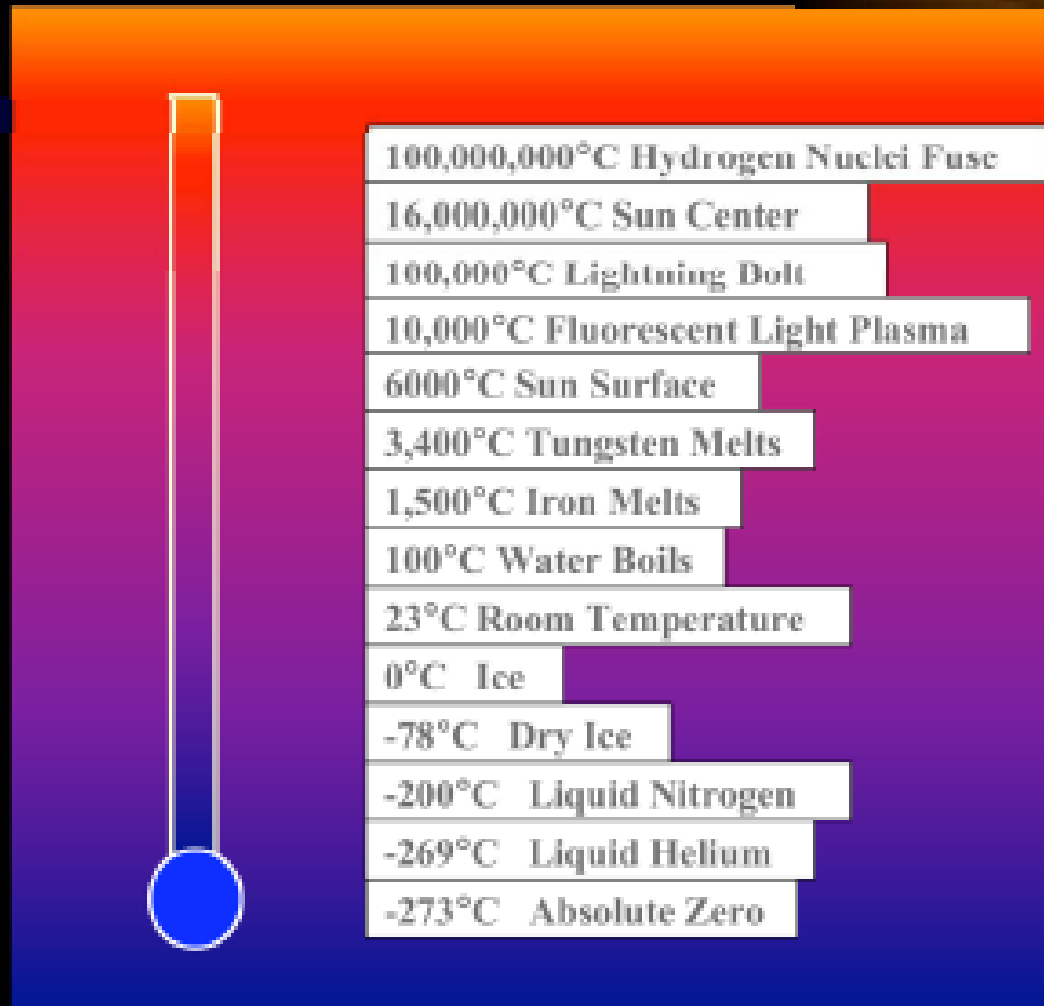 100,000,000°C Hydrogen Nuclei Fuse
16,000,000°C Sun Center
100,000°C Lightning Bolt
10,000°C Fluorescent Light Plasma
6000°C Sun Surface
3,400°C Tungsten Melts
1,500°C Iron Melts
100°C Water Boils
23°C Room Temperature
0°C Ice
-78°C Dry Ice
-200°C Liquid Nitrogen
-269°C Liquid Helium
-273°C Absolute Zero